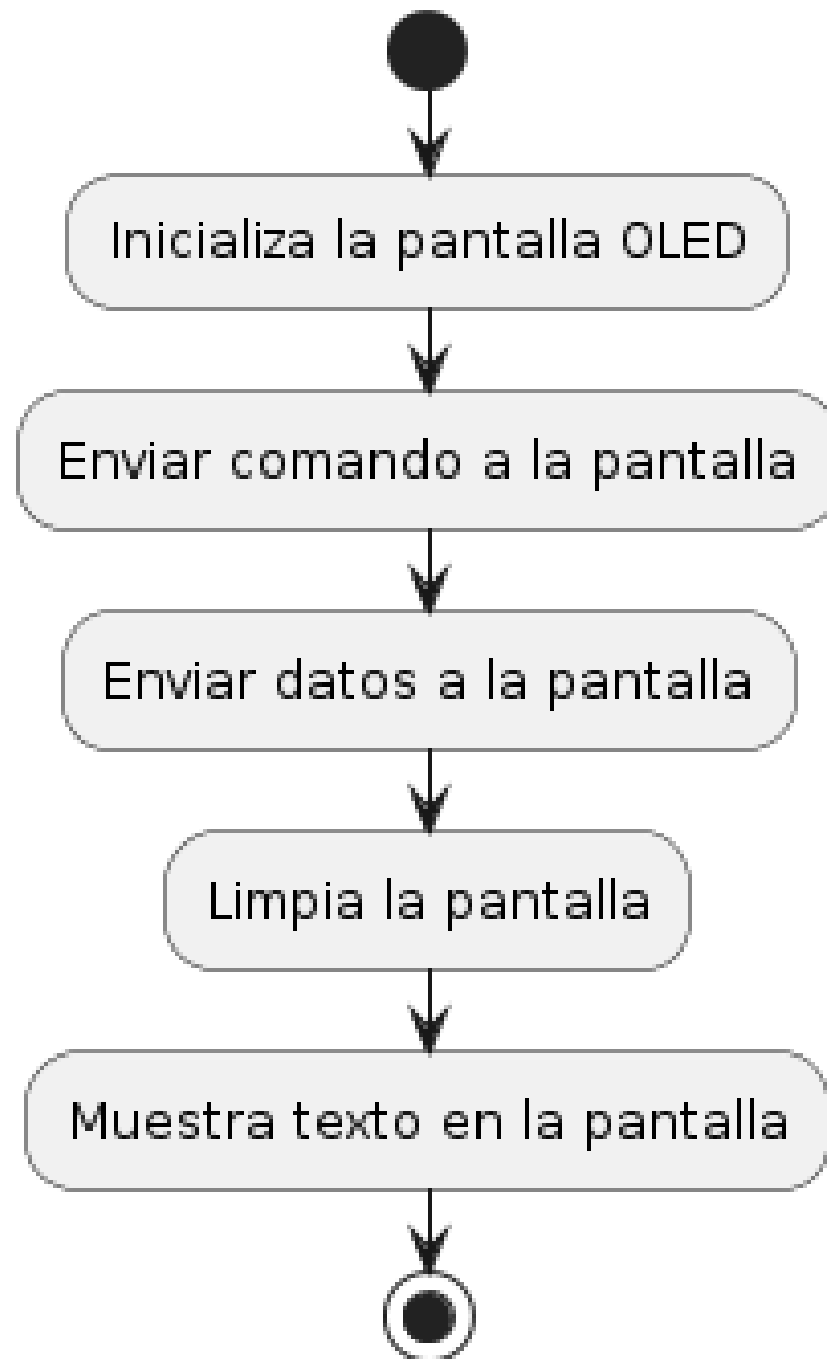 Inicializa la pantalla OLED
Enviar comando a la pantalla
Enviar datos a la pantalla
Limpia la pantalla
Muestra texto en la pantalla